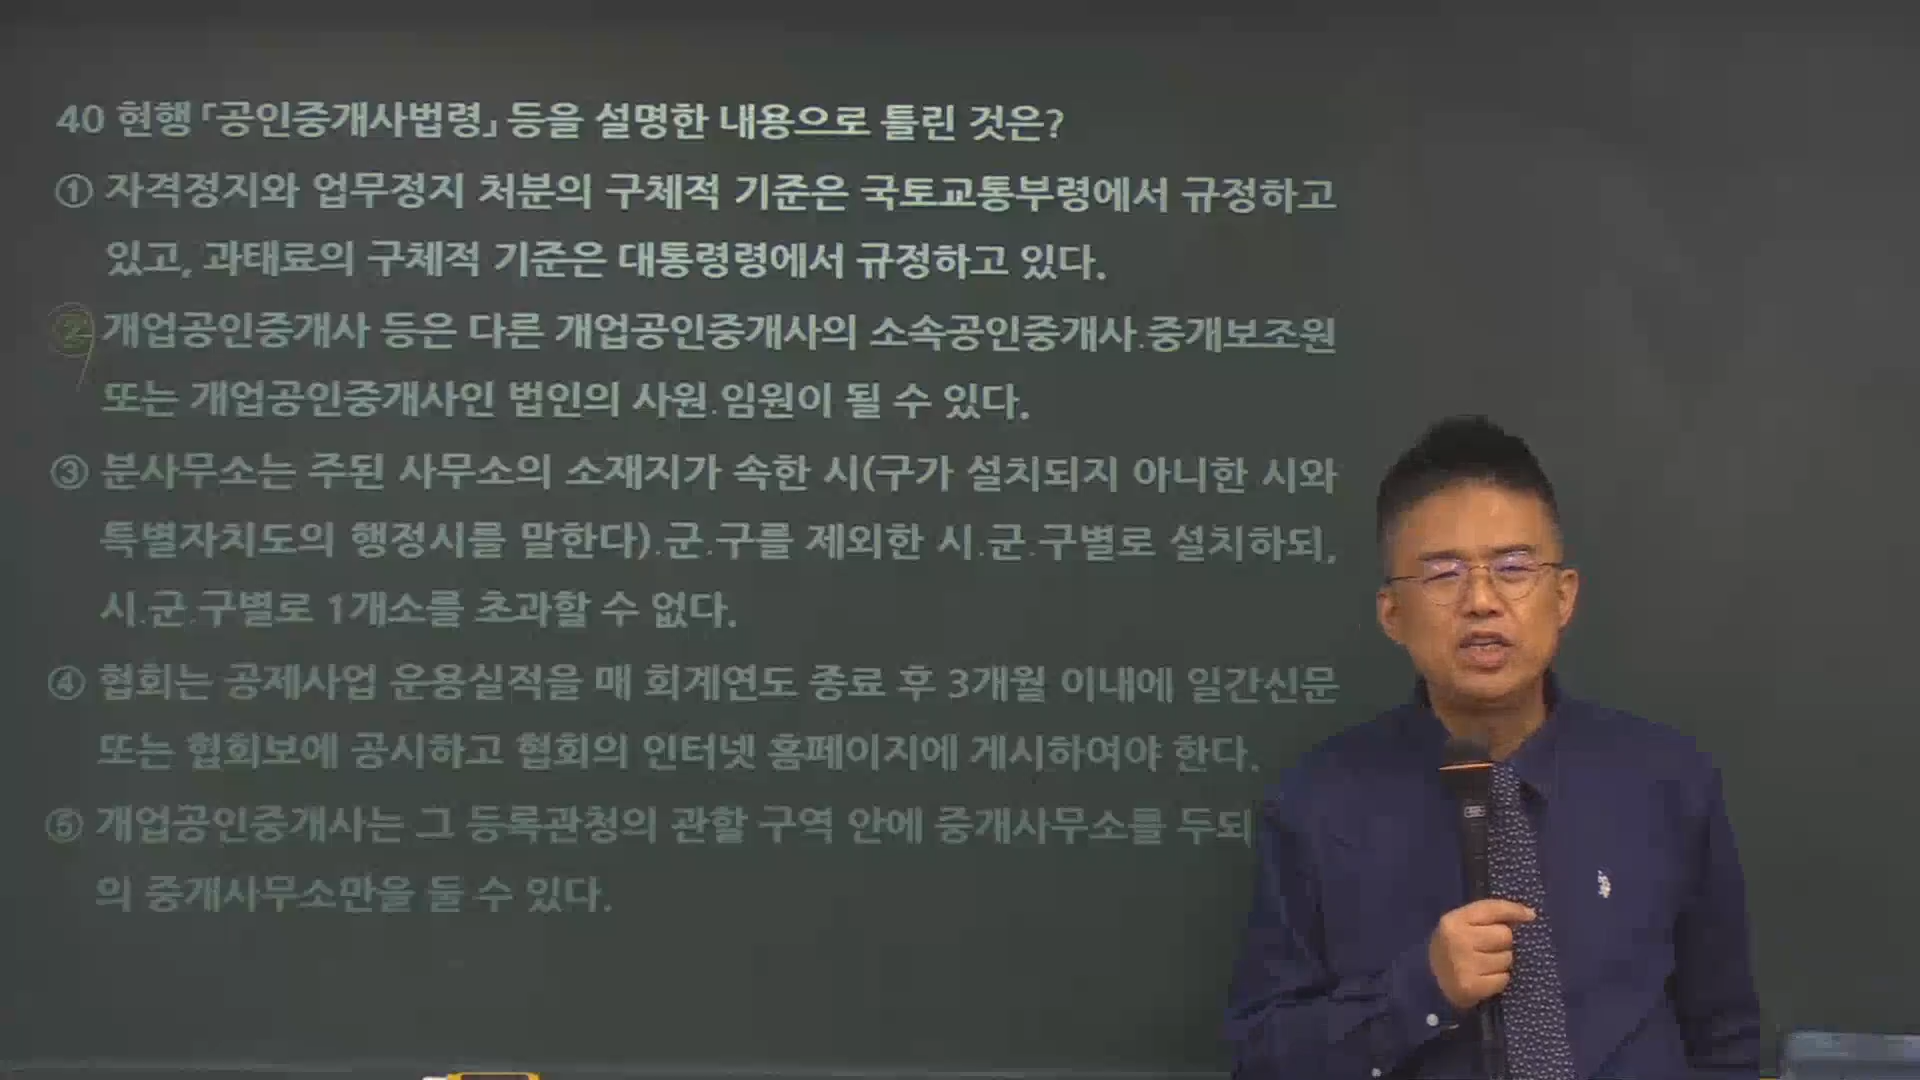 40 현행 「공인중개사법령」 등을 설명한 내용으로 틀린 것은?
① 자격정지와 업무정지 처분의 구체적 기준은 국토교통부령에서 규정하고
있고, 과태료의 구체적 기준은 대통령령에서 규정하고 있다.
② 개업공인중개사 등은 다른 개업공인중개사의 소속공인중개사.중개보조원
또는 개업공인중개사인 법인의 사원.임원이 될 수 있다.
③ 분사무소는 주된 사무소의 소재지가 속한 시(구가 설치되지 아니한 시와
특별자치도의 행정시를 말한다).군.구를 제외한 시.군.구별로 설치하되,
시.군.구별로 1개소를 초과할 수 없다.
④ 협회는 공제사업 운용실적을 매 회계연도 종료 후 3개월 이내에 일간신문
또는 협회보에 공시하고 협회의 인터넷 홈페이지에 게시하여야 한다.
⑤ 개업공인중개사는 그 등록관청의 관할 구역 안에 중개사무소를 두되
의 중개사무소만을 둘 수 있다.